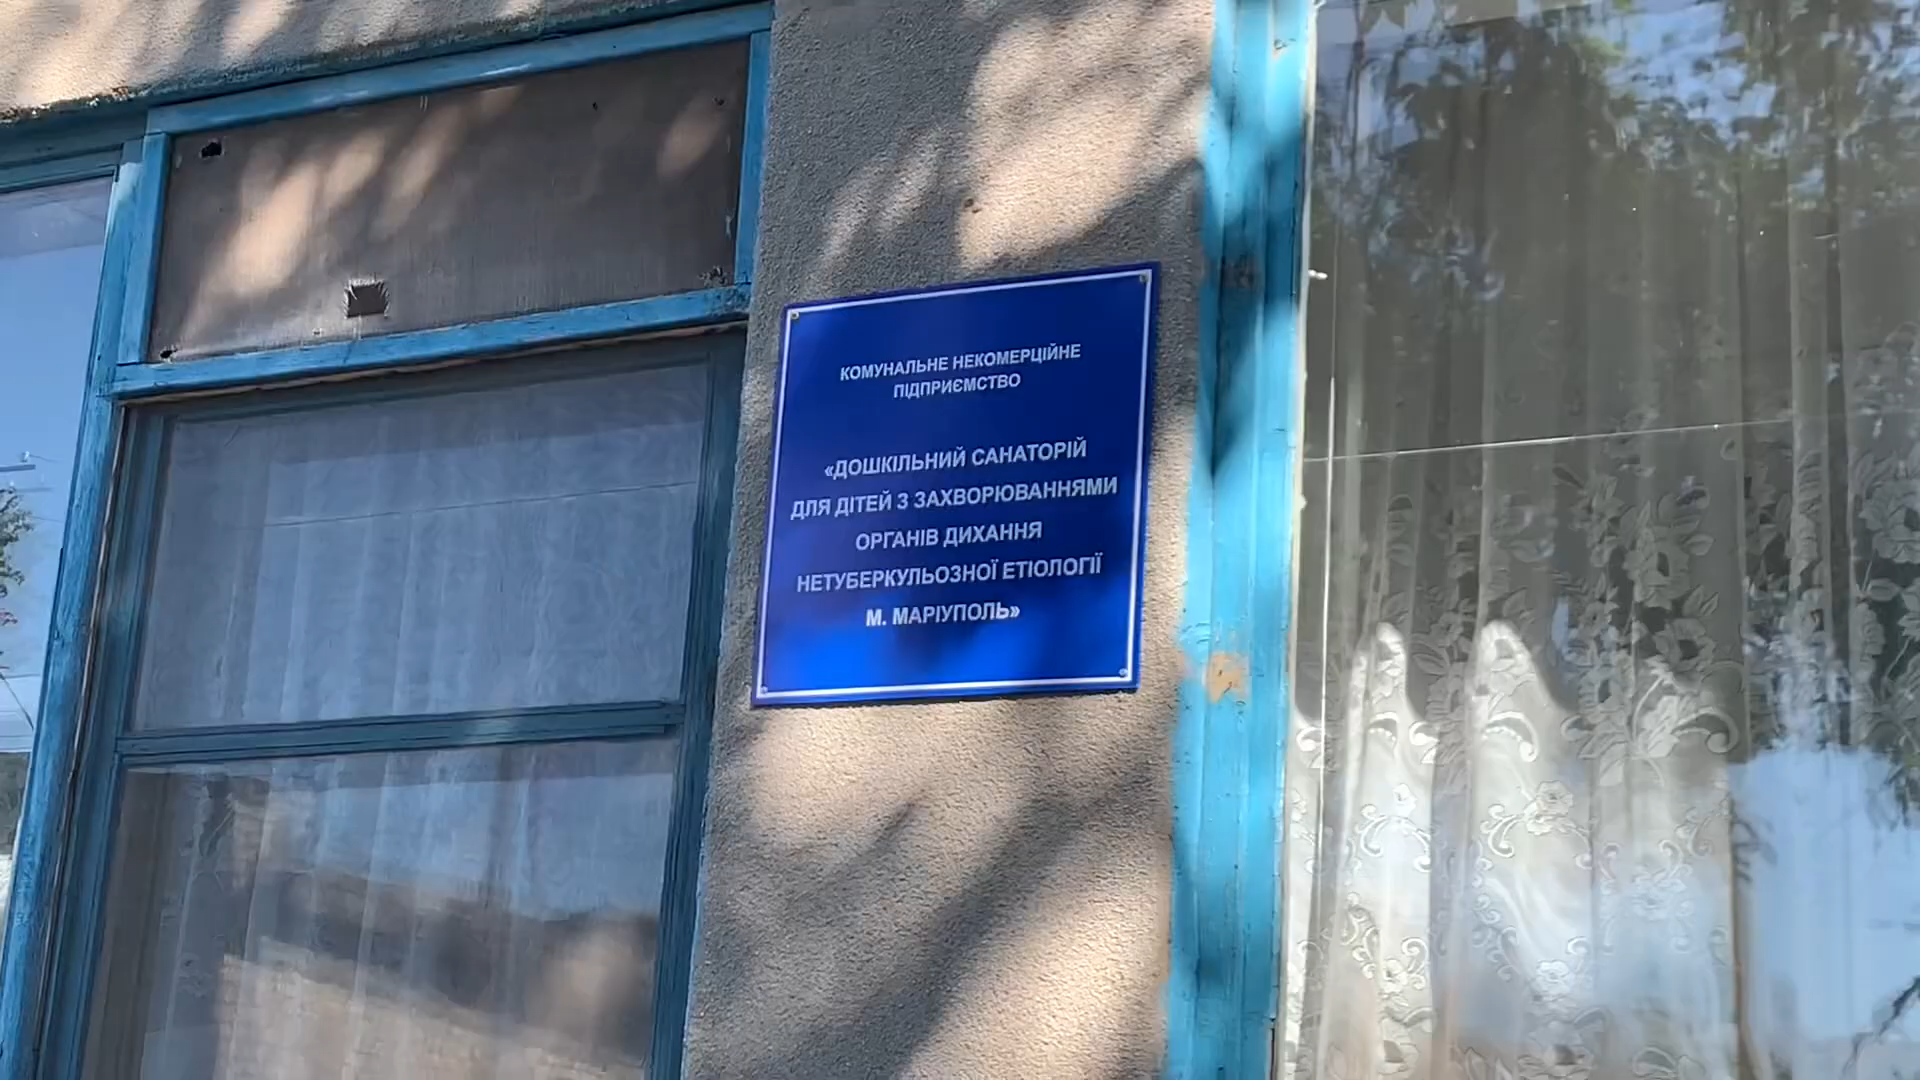 КОМУНАЛЬНЕ НЕКОМЕРЦІЙНЕ
ПІДПРИЄМСТВО
«ДОШКІЛЬНИЙ САНАТОРІЙ
ДЛЯ ДІТЕЙ З ЗАХВОРЮВАННЯМИ
ОРГАНІВ ДИХАННЯ
НЕТУБЕРКУЛЬОЗНОЇ ЕТІОЛОГІЇ
М. МАРІУПОЛЬ»